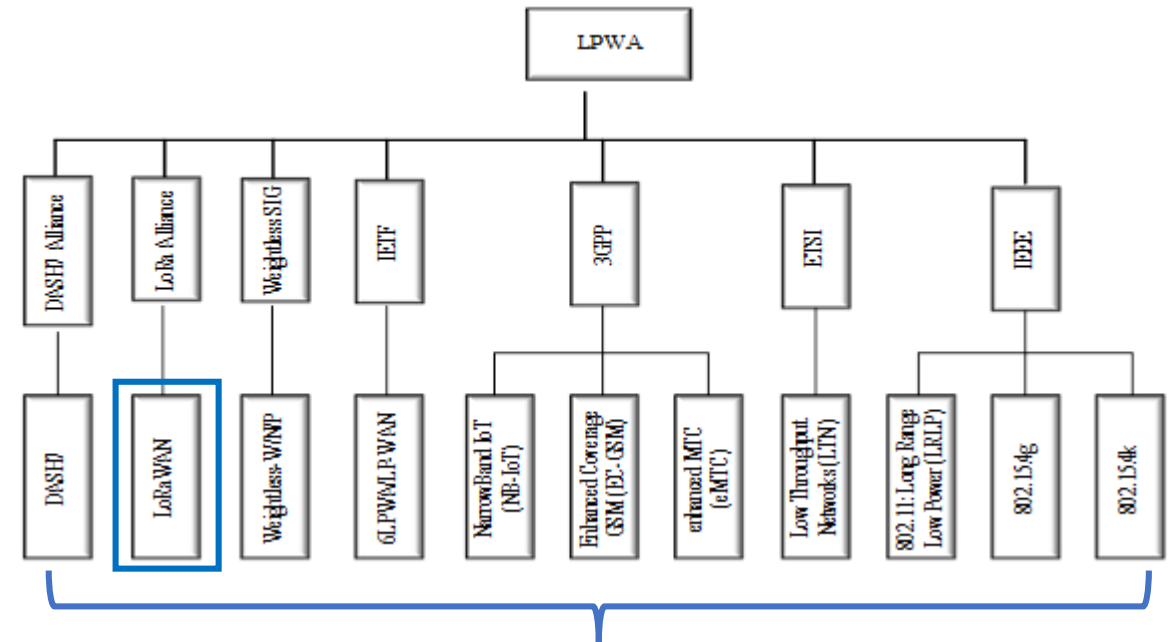 LPWA
DASH7 Alliance
LoRa Alliance
Weightless SIG
IETF
3GPP
ETSI
IEEE
DASH7
LoRaWAN
Weightless-W/N/P
6LPWA/LP-WAN
NarrowBand IoT
(NB-IoT)
Enhanced Coverage
GSM (EC-GSM)
enhanced MTC
(eMTC)
Low Throughput
Networks (LTN)
802.11: Long Range
Low Power (LRLP)
802.15.4g
802.15.4k